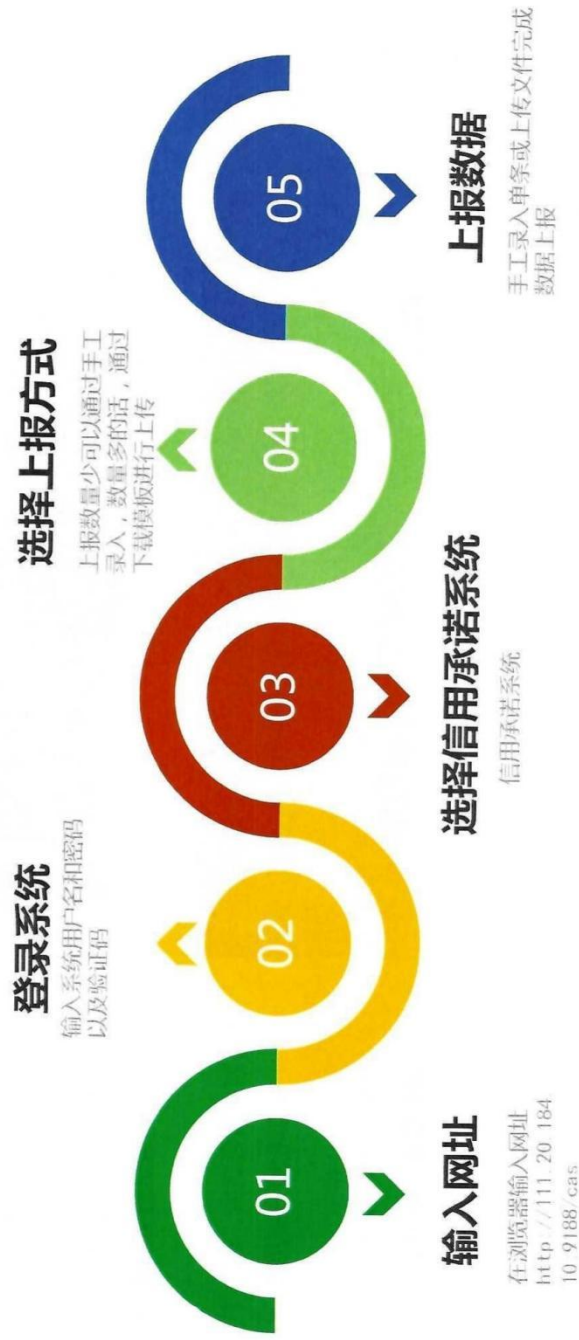 01
输入网址
在浏览器输入网址
http://111.20 184
10 9188/cas
02
登录系统
输入系统用户名和密码
以及验证码
03
选择信用承诺系统
信用承诺系统
04
选择上报方式
上报数量少可以通过手工
录入，数量多的话，通过
下载模板进行上传
05
上报数据
手工录入单条或上传文件完成
数据上报